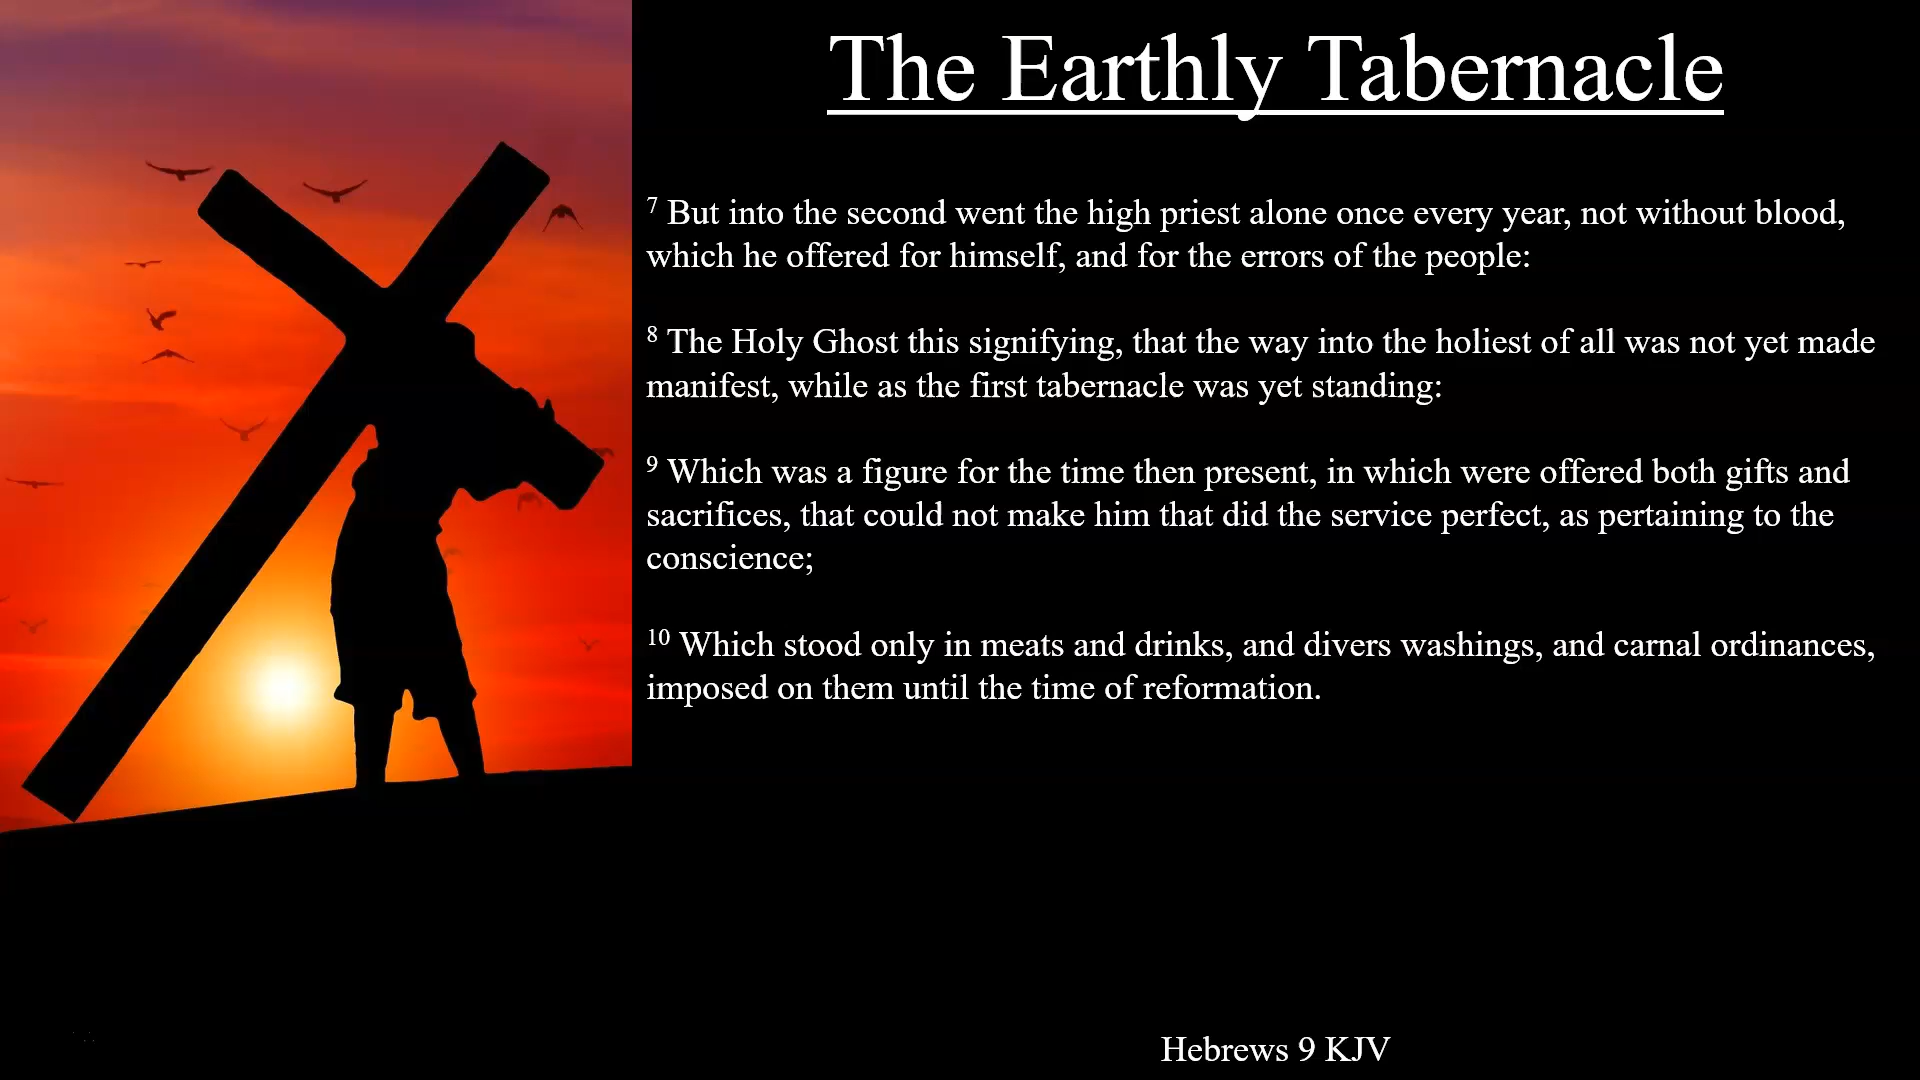 The Earthly Tabernacle
7 But into the second went the high priest alone once every year, not without blood,
which he offered for himself, and for the errors of the people:
8 The Holy Ghost this signifying, that the way into the holiest of all was not yet made
manifest, while as the first tabernacle was yet standing:
9 Which was a figure for the time then present, in which were offered both gifts and
sacrifices, that could not make him that did the service perfect, as pertaining to the
conscience;
10 Which stood only in meats and drinks, and divers washings, and carnal ordinances,
imposed on them until the time of reformation.
Hebrews 9 KJV